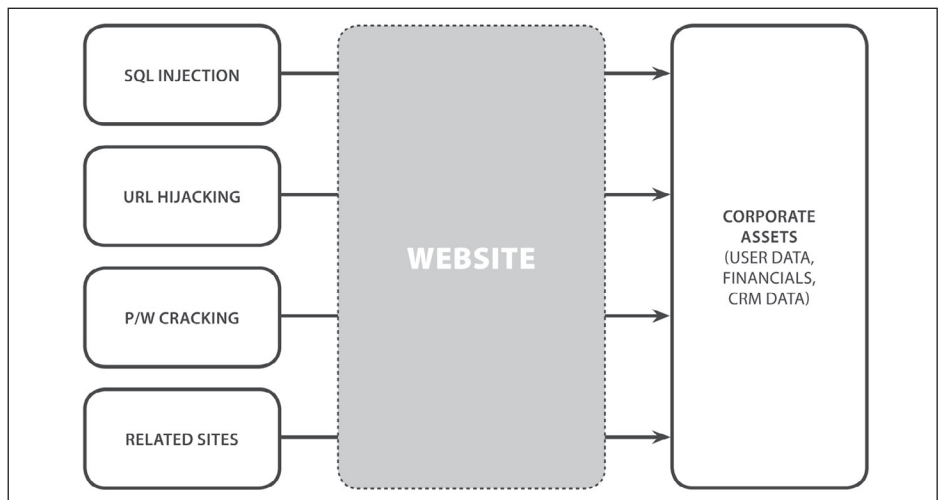 SQL INJECTION
URL HIJACKING
P/W CRACKING
RELATED SITES
WEBSITE
CORPORATE
ASSETS
(USER DATA,
FINANCIALS,
CRM DATA)